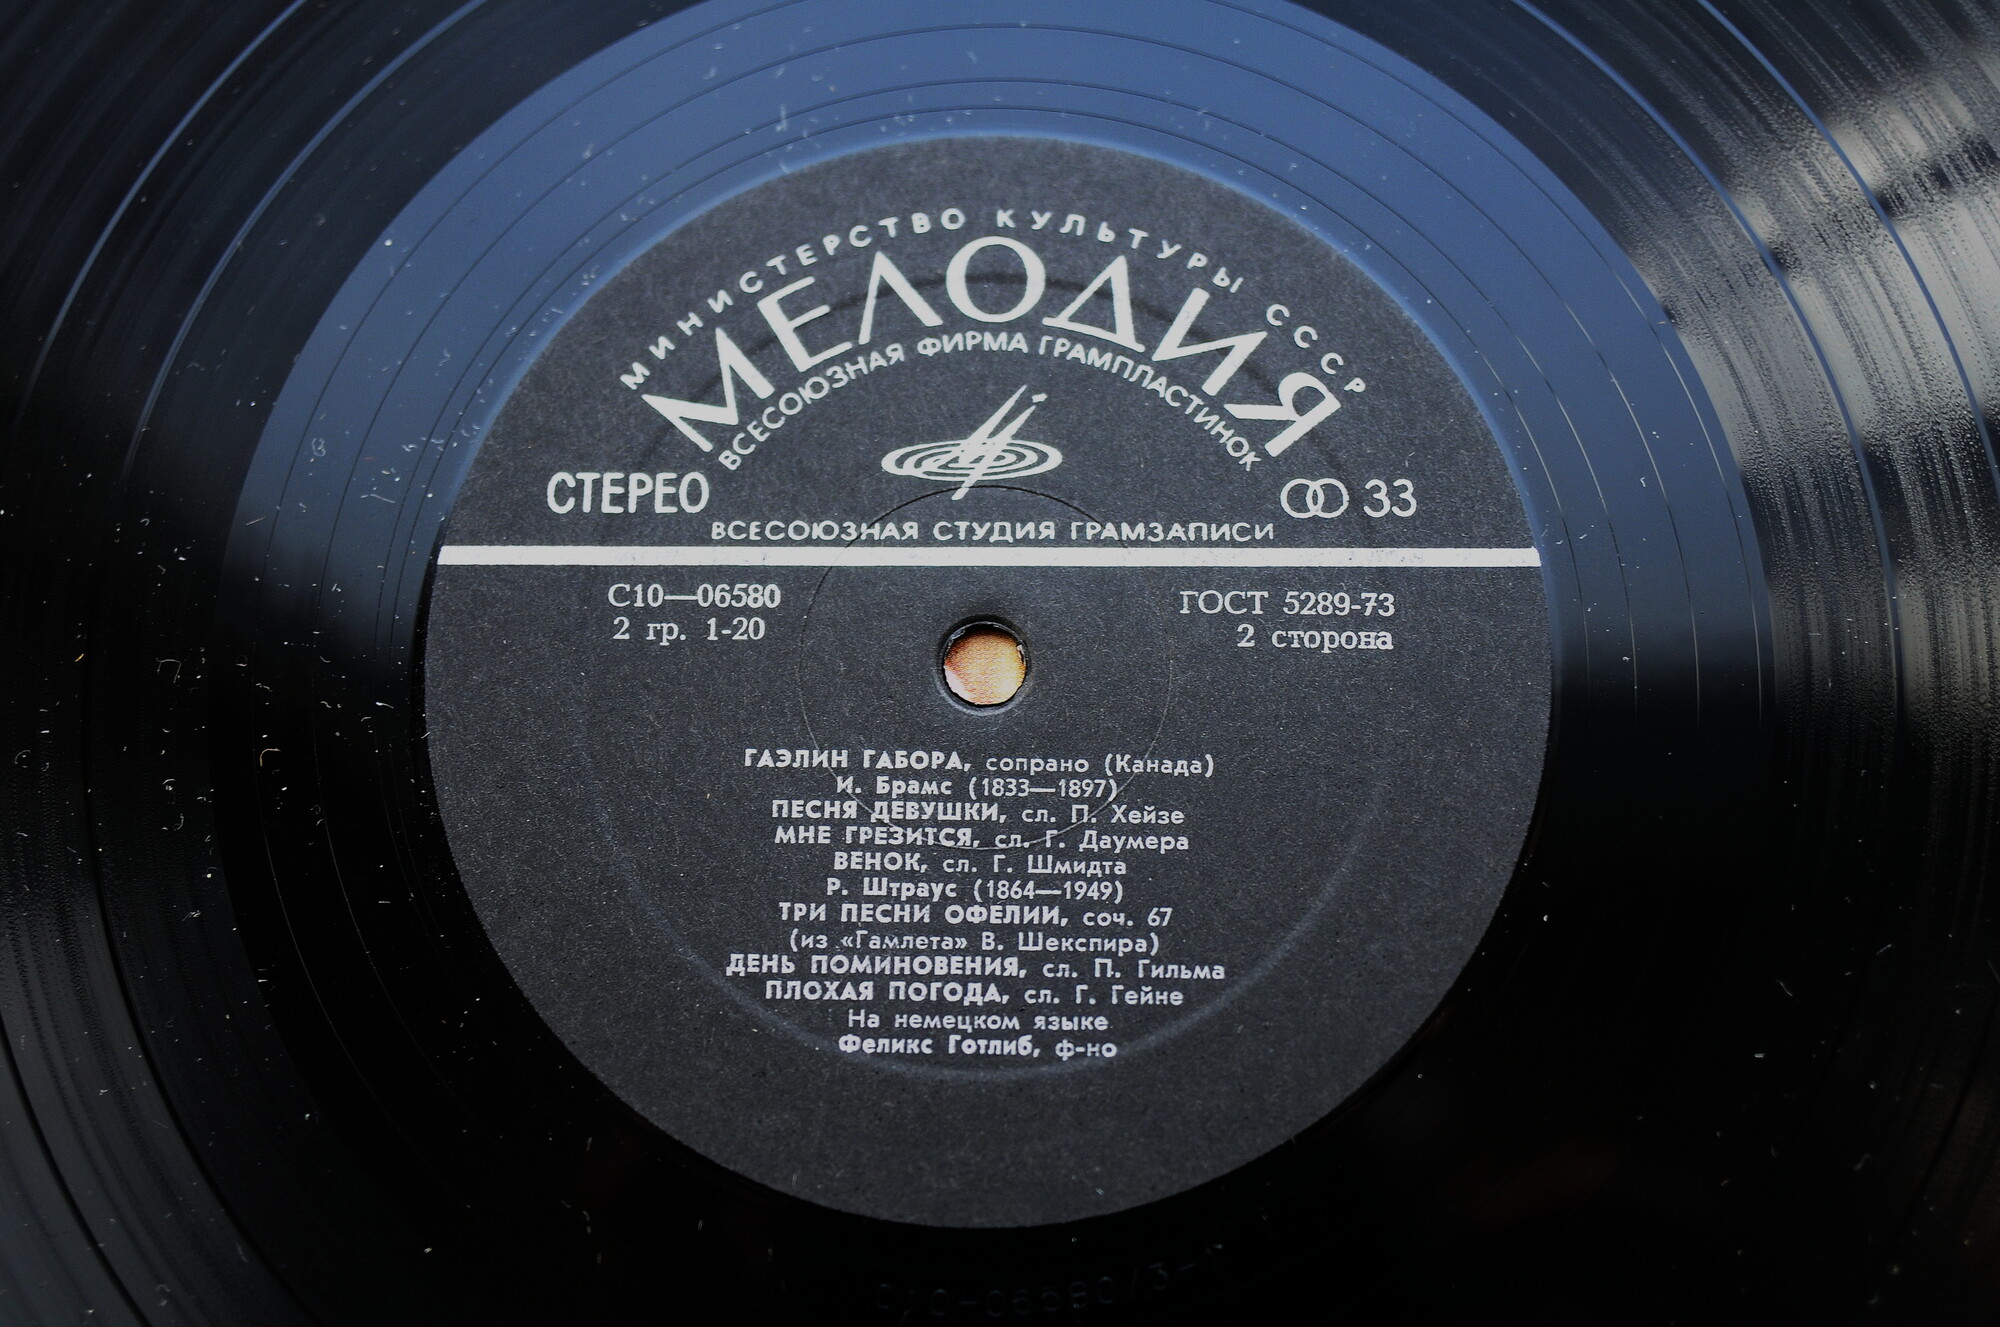 МИНИСТЕРСТВО КУЛЬТУРЫ СССР
МЕЛОДИЯ
ВСЕСОЮЗНАЯ ФИРМА ГРАМПЛАСТИНОК
СТЕРЕО
33
ВСЕСОЮЗНАЯ СТУДИЯ ГРАМЗАПИСИ
С10—06580
ГОСТ 5289-73
2 гр. 1-20
2 сторона
ГАЭЛИН ГАБОРА, сопрано (Канада)
И. Брамс (1833—1897)
ПЕСНЯ ДЕВУШКИ, сл. П. Хейзе
МНЕ ГРЕЗИТСЯ, сл. Г. Даумера
ВЕНОК, сл. Г. Шмидта
Р. Штраус (1864—1949)
ТРИ ПЕСНИ ОФЕЛИИ, соч. 67
(из «Гамлета» В. Шекспира)
ДЕНЬ ПОМИНОВЕНИЯ, сл. П. Гильма
ПЛОХАЯ ПОГОДА, сл. Г. Гейне
На немецком языке
Феликс Готлиб, ф-но